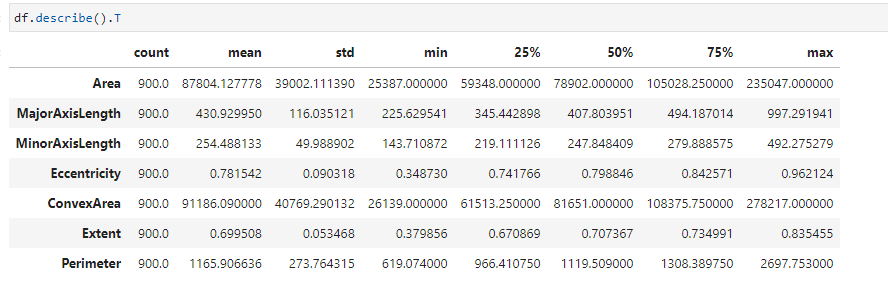 df.describe().T
count mean std min 25% 50% 75% max
Area 900.0 87804.127778 39002.111390 25387.000000 59348.000000 78902.000000 105028.250000 235047.000000
MajorAxisLength 900.0 430.929950 116.035121 225.629541 345.442898 407.803951 494.187014 997.291941
MinorAxisLength 900.0 254.488133 49.988902 143.710872 219.111126 247.848409 279.888575 492.275279
Eccentricity 900.0 0.781542 0.090318 0.348730 0.741766 0.798846 0.842571 0.962124
ConvexArea 900.0 91186.090000 40769.290132 26139.000000 61513.250000 81651.000000 108375.750000 278217.000000
Extent 900.0 0.699508 0.053468 0.379856 0.670869 0.707367 0.734991 0.835455
Perimeter 900.0 1165.906636 273.764315 619.074000 966.410750 1119.509000 1308.389750 2697.753000